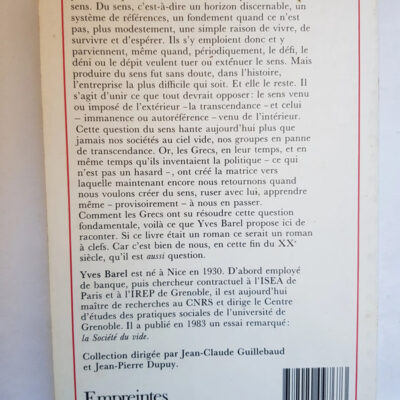 sens. Du sens, c'est-à-dire un horizon discernable, un
système de références, un fondement quand ce n'est
pas, plus modestement, une simple raison de vivre, de
survivre et d'espérer. Ils s'y emploient donc et y
parviennent, même quand, périodiquement, le défi, le
déni ou le dépit veulent tuer ou exténuer le sens. Mais
produire du sens fut sans doute, dans l'histoire,
l'entreprise la plus difficile qui soit. Et elle le reste. Il
s'agit d'unir ce que tout devrait opposer : le sens venu
ou imposé de l'extérieur – la transcendance – et celui
– immanence ou autoréférence – venu de l'intérieur.
Cette question du sens hante aujourd'hui plus que
jamais nos sociétés au ciel vide, nos groupes en panne
de transcendance. Or, les Grecs, en leur temps, et en
même temps qu'ils inventaient la politique – ce qui
n'est pas un hasard –, ont créé la matrice vers
laquelle maintenant encore nous retournons quand
nous voulons créer du sens, ruser avec lui, apprendre
même – provisoirement – à nous en passer.
Comment les Grecs ont su résoudre cette question
fondamentale, voilà ce que Yves Barel propose ici de
raconter. Si ce livre était un roman ce serait un roman
à clefs. Car c'est bien de nous, en cette fin du XXe
siècle, qu'il est aussi question.
Yves Barel est né à Nice en 1930. D'abord employé
de banque, puis chercheur contractuel à l'ISEA de
Paris et à l'IREP de Grenoble, il est aujourd'hui
maître de recherches au CNRS et dirige le Centre
d'études des pratiques sociales de l'université de
Grenoble. Il a publié en 1983 un essai remarqué :
la Société du vide.
Collection dirigée par Jean-Claude Guillebaud
et Jean-Pierre Dupuy.
Empreintes